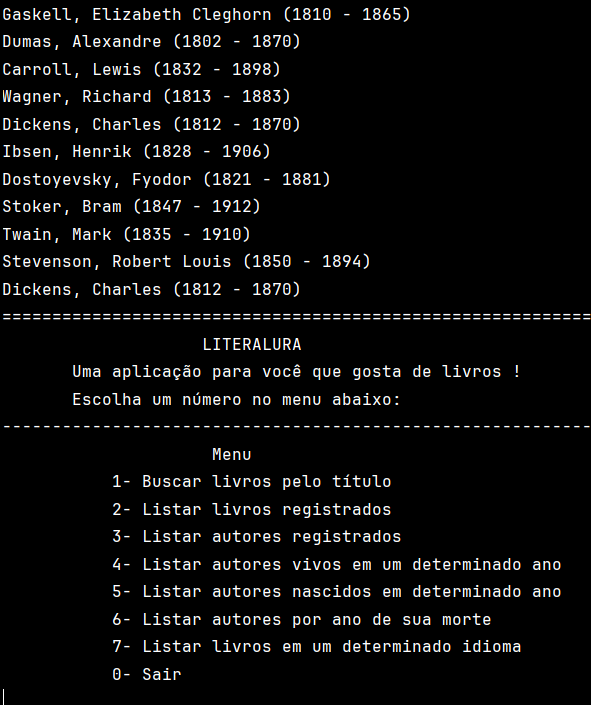 Gaskell, Elizabeth Cleghorn (1810 - 1865)
Dumas, Alexandre (1802 - 1870)
Carroll, Lewis (1832 - 1898)
Wagner, Richard (1813 - 1883)
Dickens, Charles (1812 - 1870)
Ibsen, Henrik (1828 - 1906)
Dostoyevsky, Fyodor (1821 - 1881)
Stoker, Bram (1847 - 1912)
Twain, Mark (1835 - 1910)
Stevenson, Robert Louis (1850 - 1894)
Dickens, Charles (1812 - 1870)
===========================================================
LITERALURA
Uma aplicação para você que gosta de livros !
Escolha um número no menu abaixo:
-----------------------------------------------------------
Menu
1- Buscar livros pelo título
2- Listar livros registrados
3- Listar autores registrados
4- Listar autores vivos em um determinado ano
5- Listar autores nascidos em determinado ano
6- Listar autores por ano de sua morte
7- Listar livros em um determinado idioma
0- Sair